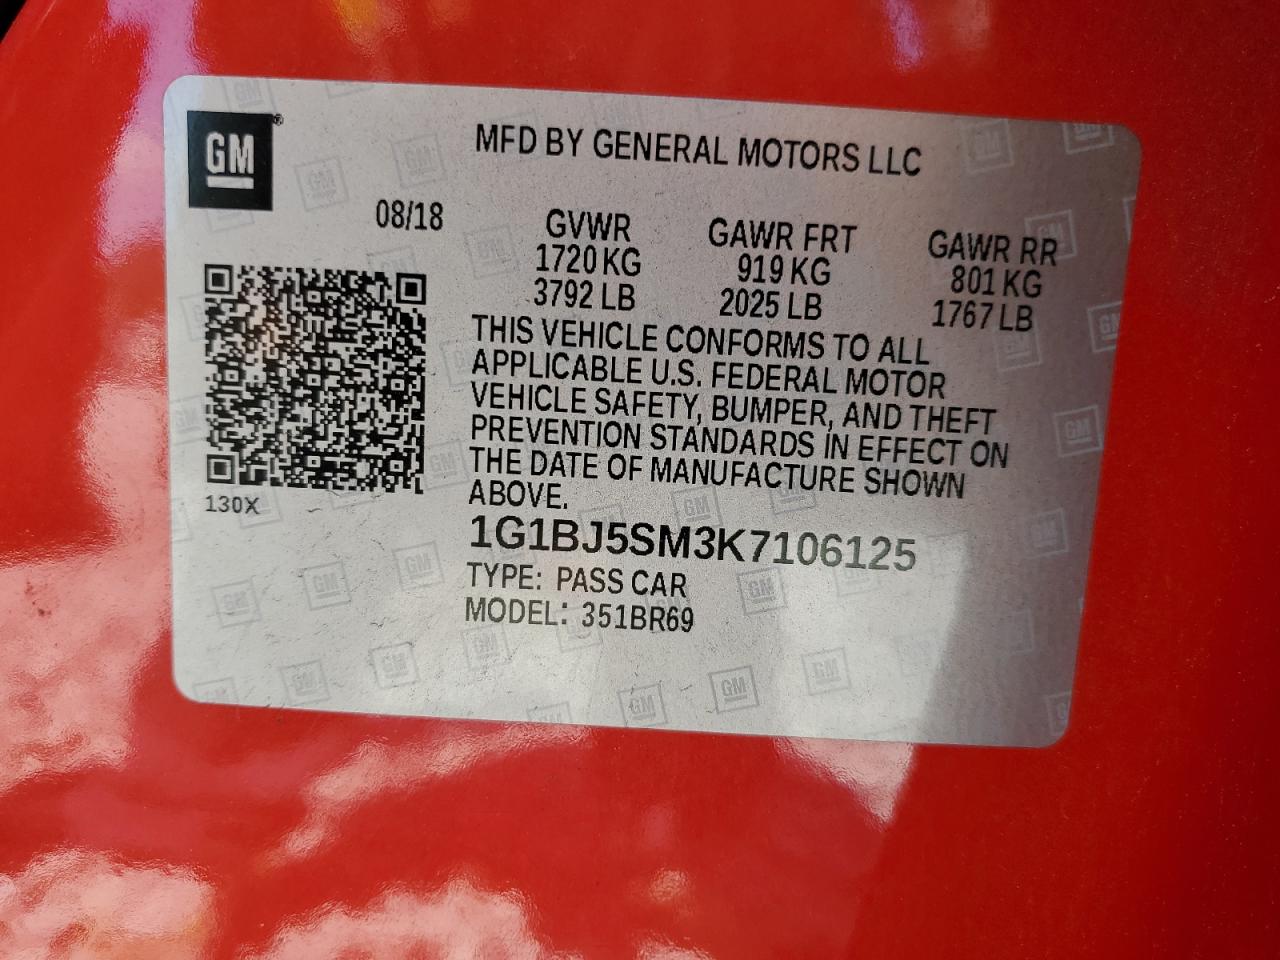 GM®
MFD BY GENERAL MOTORS LLC
08/18
GVWR GAWR FRT GAWR RR
1720 KG 919 KG 801 KG
3792 LB 2025 LB 1767 LB
THIS VEHICLE CONFORMS TO ALL
APPLICABLE U.S. FEDERAL MOTOR
VEHICLE SAFETY, BUMPER, AND THEFT
PREVENTION STANDARDS IN EFFECT ON
THE DATE OF MANUFACTURE SHOWN
ABOVE.
130X
1G1BJ5SM3K7106125
TYPE: PASS CAR
MODEL: 351BR69